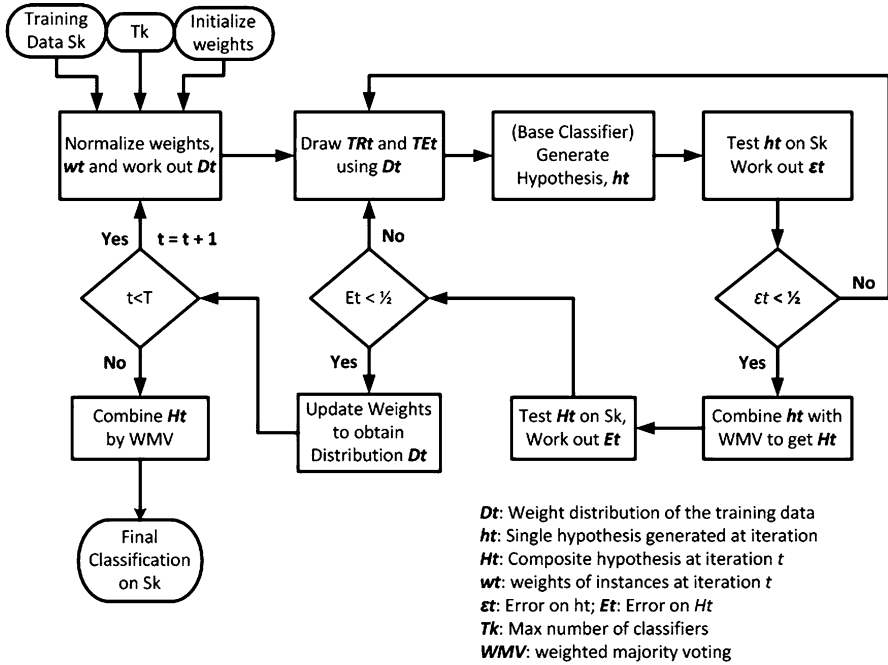 Training
Data Sk
Tk
Initialize
weights
Normalize weights,
wt and work out Dt
Draw TRt and TEt
using Dt
(Base Classifier)
Generate
Hypothesis, ht
Test ht on Sk
Work out εt
Yes
t = t + 1
No
t<T
Et < ½
εt < ½
No
No
Yes
Yes
Combine Ht
by WMV
Update Weights
to obtain
Distribution Dt
Test Ht on Sk,
Work out Et
Combine ht with
WMV to get Ht
Final
Classification
on Sk
Dt: Weight distribution of the training data
ht: Single hypothesis generated at iteration
Ht: Composite hypothesis at iteration t
wt: weights of instances at iteration t
εt: Error on ht; Et: Error on Ht
Tk: Max number of classifiers
WMV: weighted majority voting